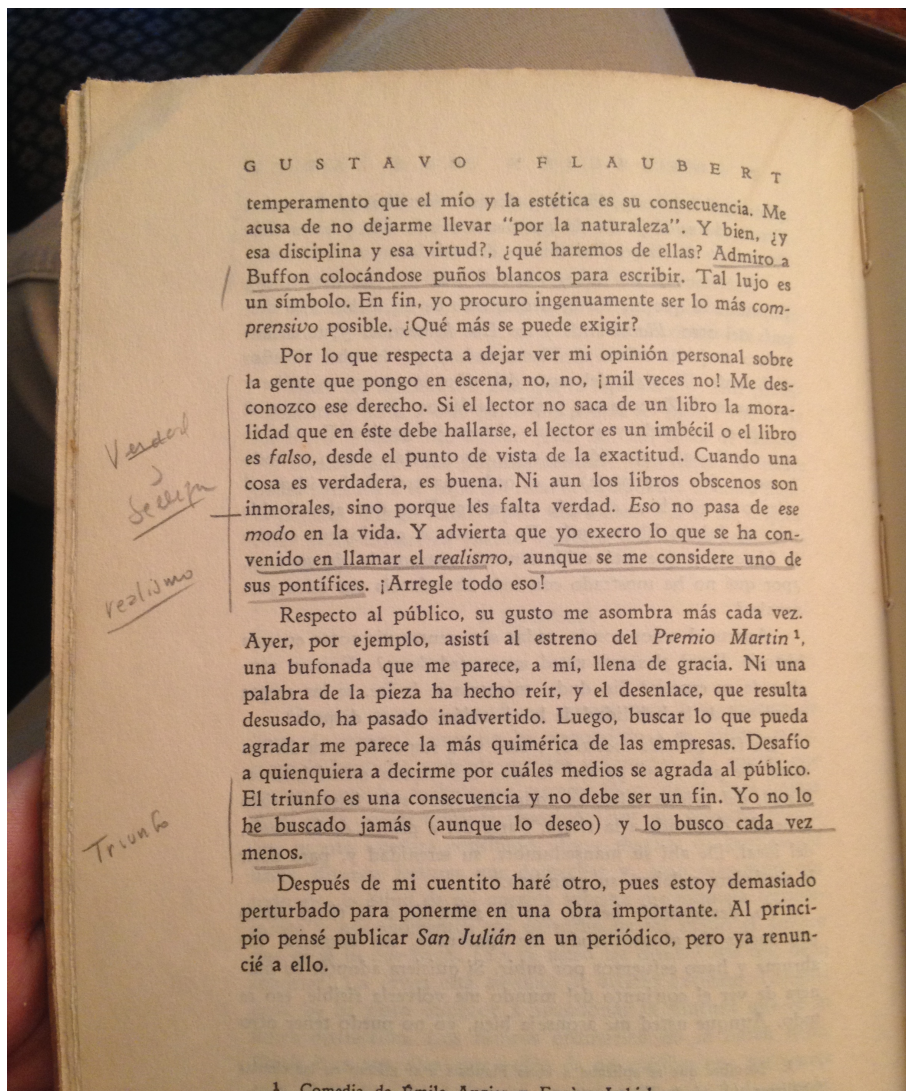 GUSTAVO FLAUBERT
temperamento que el mío y la estética es su consecuencia. Me
acusa de no dejarme llevar "por la naturaleza". Y bien, ¿y
esa disciplina y esa virtud?, ¿qué haremos de ellas? Admiro a
Buffon colocándose puños blancos para escribir. Tal lujo es
un símbolo. En fin, yo procuro ingenuamente ser lo más com-
prensivo posible. ¿Qué más se puede exigir?
Por lo que respecta a dejar ver mi opinión personal sobre
la gente que pongo en escena, no, no, ¡mil veces no! Me des-
conozco ese derecho. Si el lector no saca de un libro la mora-
lidad que en éste debe hallarse, el lector es un imbécil o el libro
es falso, desde el punto de vista de la exactitud. Cuando una
cosa es verdadera, es buena. Ni aun los libros obscenos son
inmorales, sino porque les falta verdad. Eso no pasa de ese
modo en la vida. Y advierta que yo execro lo que se ha con-
venido en llamar el realismo, aunque se me considere uno de
sus pontífices. ¡Arregle todo eso!
Verdad
realismo
Respecto al público, su gusto me asombra más cada vez.
Ayer, por ejemplo, asistí al estreno del Premio Martin ¹,
una bufonada que me parece, a mí, llena de gracia. Ni una
palabra de la pieza ha hecho reír, y el desenlace, que resulta
desusado, ha pasado inadvertido. Luego, buscar lo que pueda
agradar me parece la más quimérica de las empresas. Desafío
a quienquiera a decirme por cuáles medios se agrada al público.
El triunfo es una consecuencia y no debe ser un fin. Yo no lo
he buscado jamás (aunque lo deseo) y lo busco cada vez
menos.
Triunfo
Después de mi cuentito haré otro, pues estoy demasiado
perturbado para ponerme en una obra importante. Al princi-
pio pensé publicar San Julián en un periódico, pero ya renun-
cié a ello.
1 Comedia de Émile Augier y